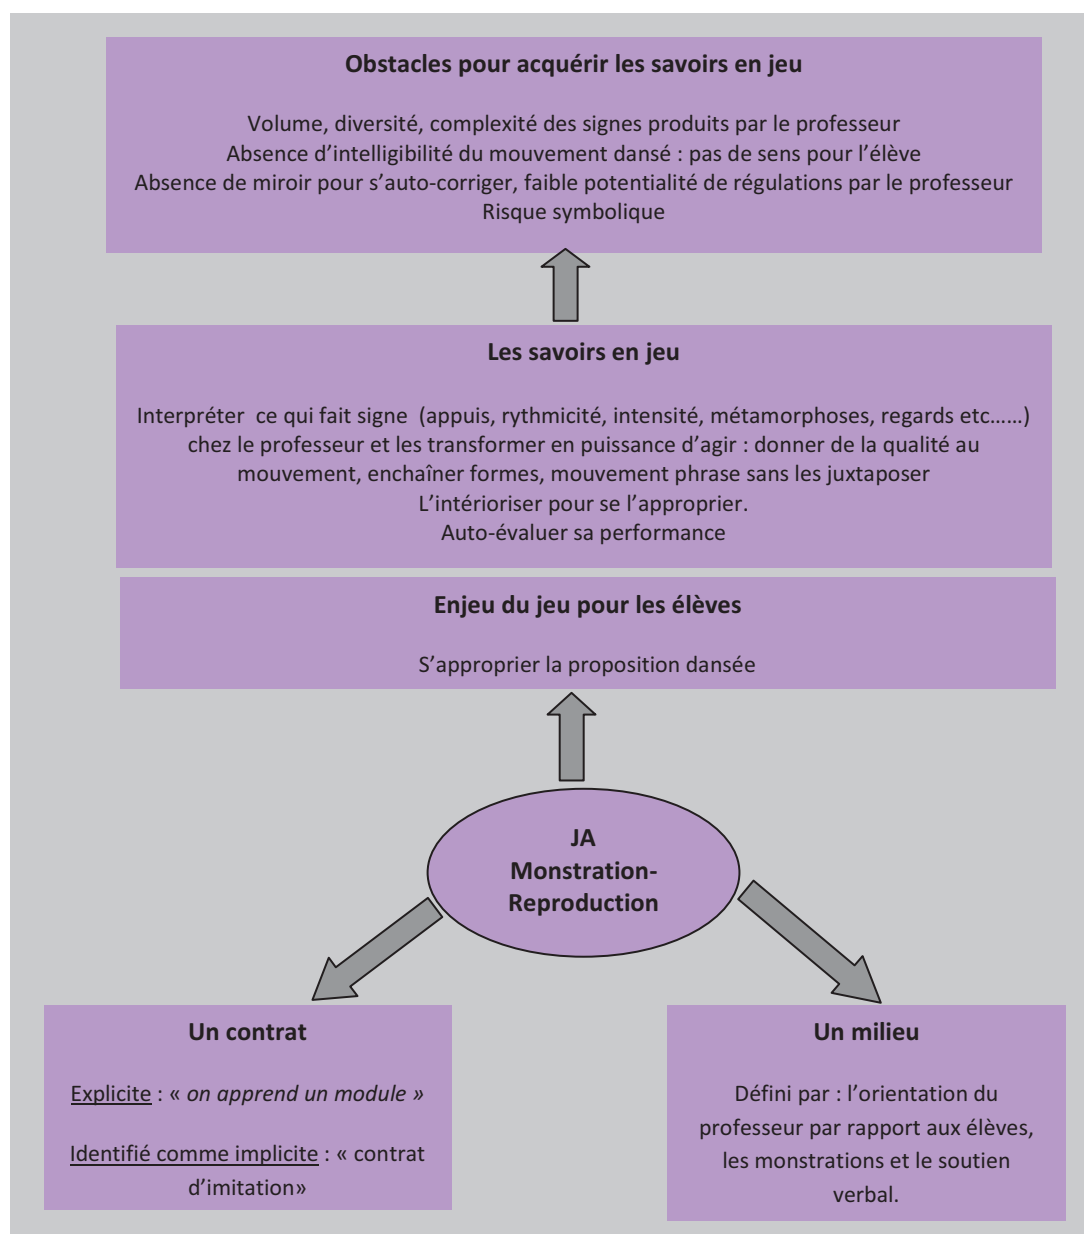 Obstacles pour acquérir les savoirs en jeu
Volume, diversité, complexité des signes produits par le professeur
Absence d’intelligibilité du mouvement dansé : pas de sens pour l’élève
Absence de miroir pour s’auto-corriger, faible potentialité de régulations par le professeur
Risque symbolique
Les savoirs en jeu
Interpréter ce qui fait signe (appuis, rythmicité, intensité, métamorphoses, regards etc……)
chez le professeur et les transformer en puissance d’agir : donner de la qualité au
mouvement, enchaîner formes, mouvement phrase sans les juxtaposer
L’intérioriser pour se l’approprier.
Auto-évaluer sa performance
Enjeu du jeu pour les élèves
S’approprier la proposition dansée
JA
Monstration-
Reproduction
Un contrat
Explicite : « on apprend un module »
Identifié comme implicite : « contrat
d’imitation»
Un milieu
Défini par : l’orientation du
professeur par rapport aux élèves,
les monstrations et le soutien
verbal.